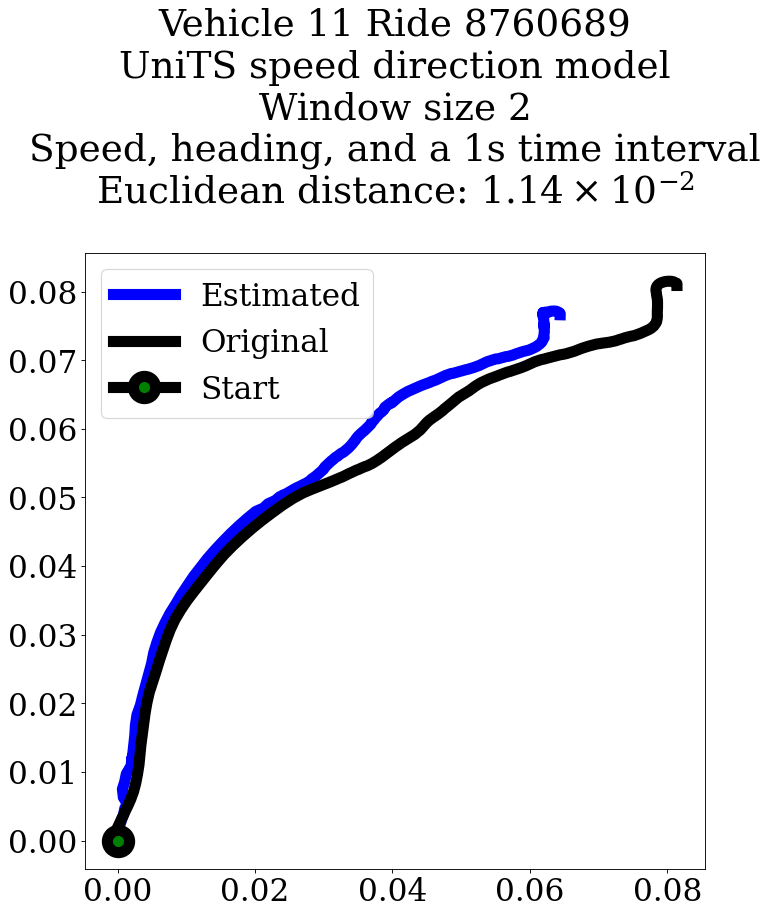 Vehicle 11 Ride 8760689
UniTS speed direction model
Window size 2
Speed, heading, and a 1s time interval
Euclidean distance: 1.14 × 10⁻²
Estimated
Original
Start
0.08
0.07
0.06
0.05
0.04
0.03
0.02
0.01
0.00
0.00 0.02 0.04 0.06 0.08